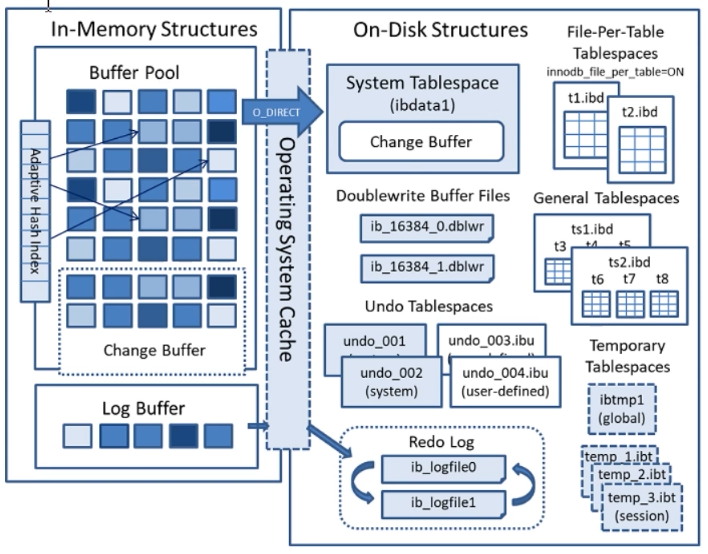 In-Memory Structures
Buffer Pool
Adaptive Hash Index
Change Buffer
Log Buffer
O_DIRECT
Operating System Cache
On-Disk Structures
System Tablespace
(ibdata1)
Change Buffer
Doublewrite Buffer Files
ib_16384_0.dblwr
ib_16384_1.dblwr
Undo Tablespaces
undo_001
undo_002
(system)
undo_003.ibu
undo_004.ibu
(user-defined)
Redo Log
ib_logfile0
ib_logfile1
File-Per-Table
Tablespaces
innodb_file_per_table=ON
t1.ibd
t2.ibd
General Tablespaces
ts1.ibd
t3 t4 t5
ts2.ibd
t6 t7 t8
Temporary
Tablespaces
ibtmp1
(global)
temp_1.ibt
temp_2.ibt
temp_3.ibt
(session)